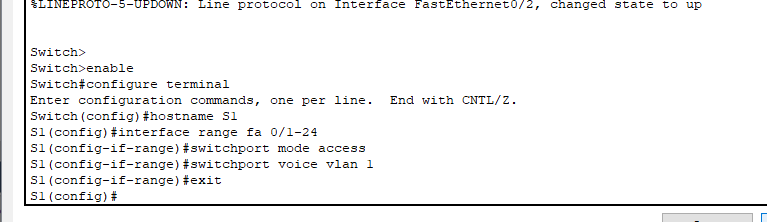 %LINEPROTO-5-UPDOWN: Line protocol on Interface FastEthernet0/2, changed state to up
Switch>
Switch>enable
Switch#configure terminal
Enter configuration commands, one per line.  End with CNTL/Z.
Switch(config)#hostname S1
S1(config)#interface range fa 0/1-24
S1(config-if-range)#switchport mode access
S1(config-if-range)#switchport voice vlan 1
S1(config-if-range)#exit
S1(config)#